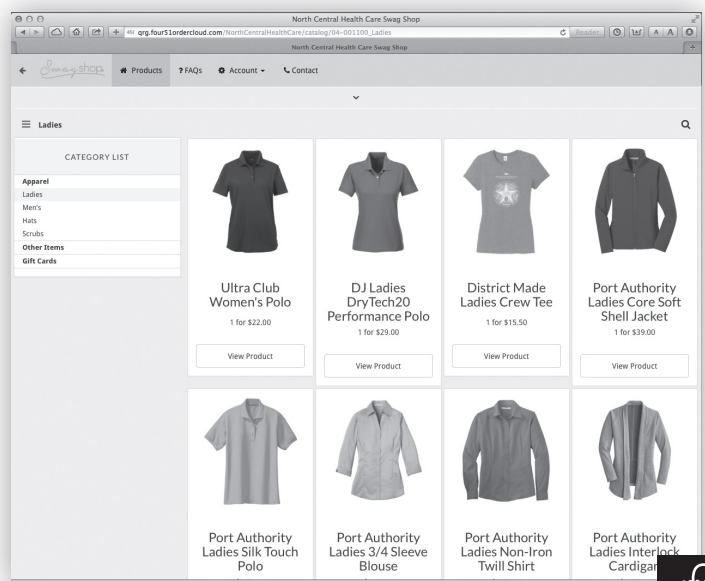 North Central Health Care Swag Shop
qrg.four51ordercloud.com/NorthCentralHealthCare/catalog/04-001100_Ladies
Reader
A A
North Central Health Care Swag Shop
Swag shop
Products
? FAQs
Account
Contact
Ladies
CATEGORY LIST
Apparel
Ladies
Men's
Hats
Scrubs
Other Items
Gift Cards
Ultra Club
Women's Polo
1 for $22.00
View Product
DJ Ladies
DryTech20
Performance Polo
1 for $29.00
View Product
District Made
Ladies Crew Tee
1 for $15.50
View Product
Port Authority
Ladies Core Soft
Shell Jacket
1 for $39.00
View Product
Port Authority
Ladies Silk Touch
Polo
Port Authority
Ladies 3/4 Sleeve
Blouse
Port Authority
Ladies Non-Iron
Twill Shirt
Port Authority
Ladies Interlock
Cardigan